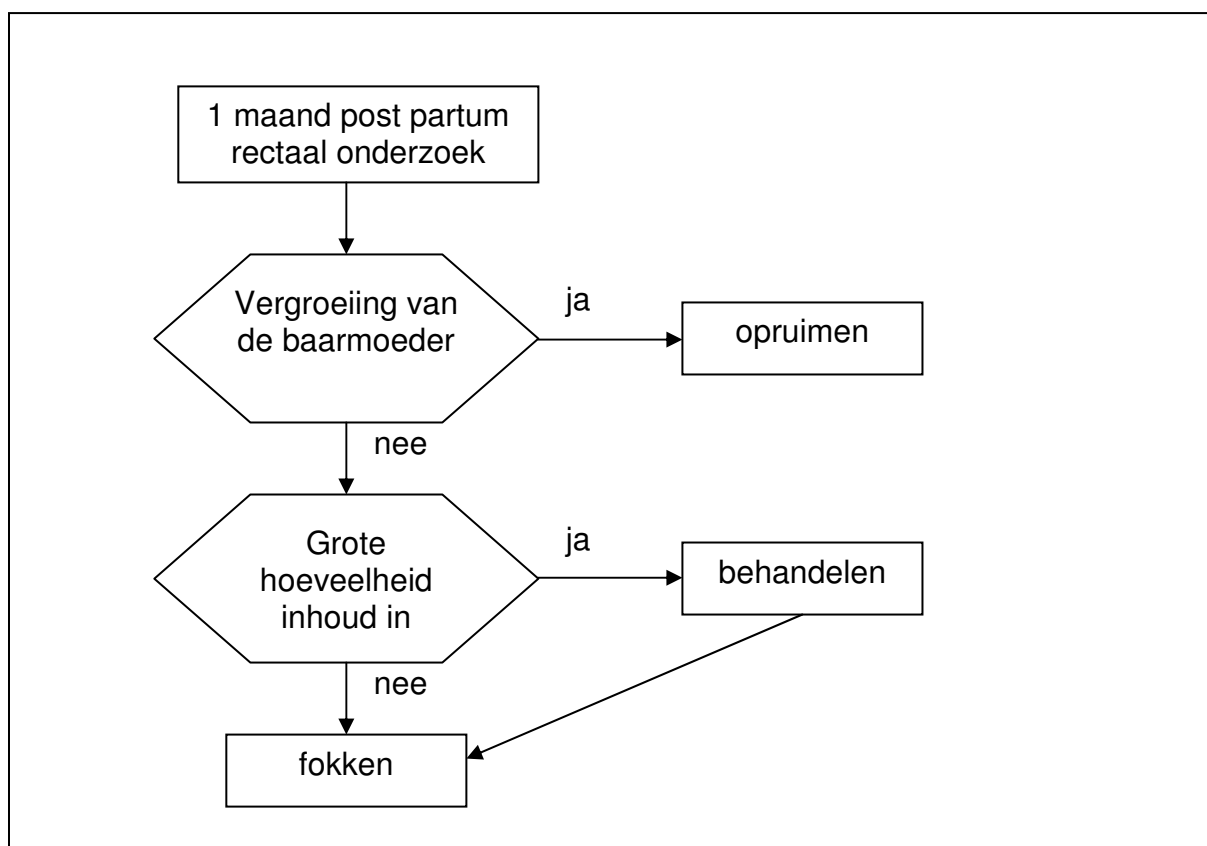 1 maand post partum
rectaal onderzoek
Vergroeiing van
de baarmoeder
ja
opruimen
nee
Grote
hoeveelheid
inhoud in
ja
behandelen
nee
fokken